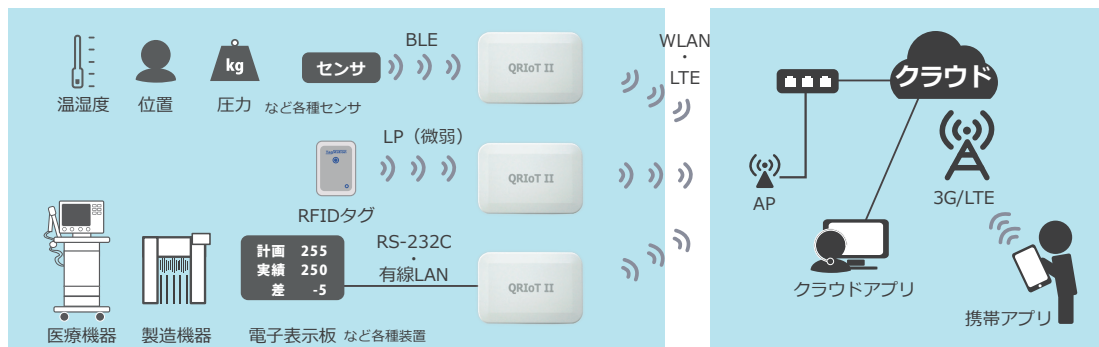 kg
センサ
BLE
QRIoT II
WLAN
・
LTE
温湿度
位置
圧力 など各種センサ
LP（微弱）
QRIoT II
RFIDタグ
計画 255
実績 250
差 -5
RS-232C
・
有線LAN
QRIoT II
医療機器
製造機器
電子表示板 など各種装置
クラウド
AP
3G/LTE
クラウドアプリ
携帯アプリ